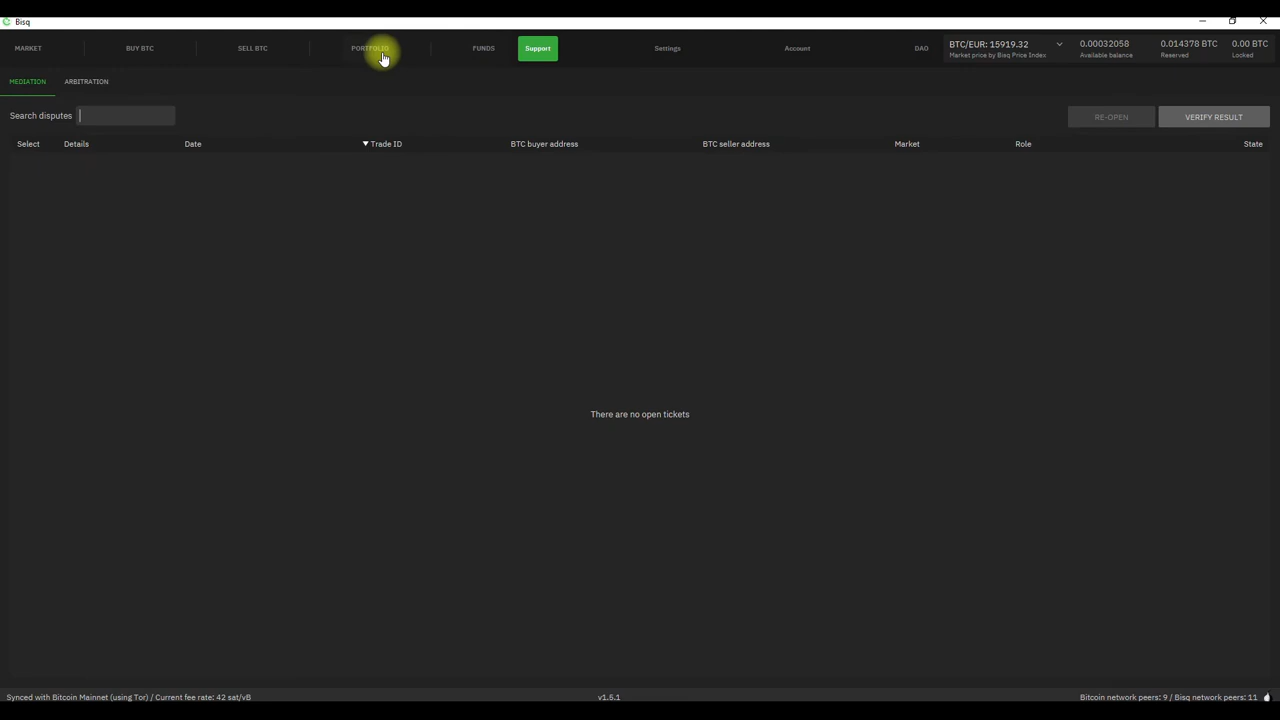 Bisq
MARKET BUY BTC SELL BTC PORTFOLIO FUNDS Support Settings Account DAO BTC/EUR: 15919.32 0.00032058 0.014378 BTC 0.00 BTC
Market price by Bisq Price Index Available balance Reserved Locked
MEDIATION ARBITRATION
Search disputes RE-OPEN VERIFY RESULT
Select Details Date ▼ Trade ID BTC buyer address BTC seller address Market Role State
There are no open tickets
Synced with Bitcoin Mainnet (using Tor) / Current fee rate: 42 sat/vB v1.5.1 Bitcoin network peers: 9 / Bisq network peers: 11